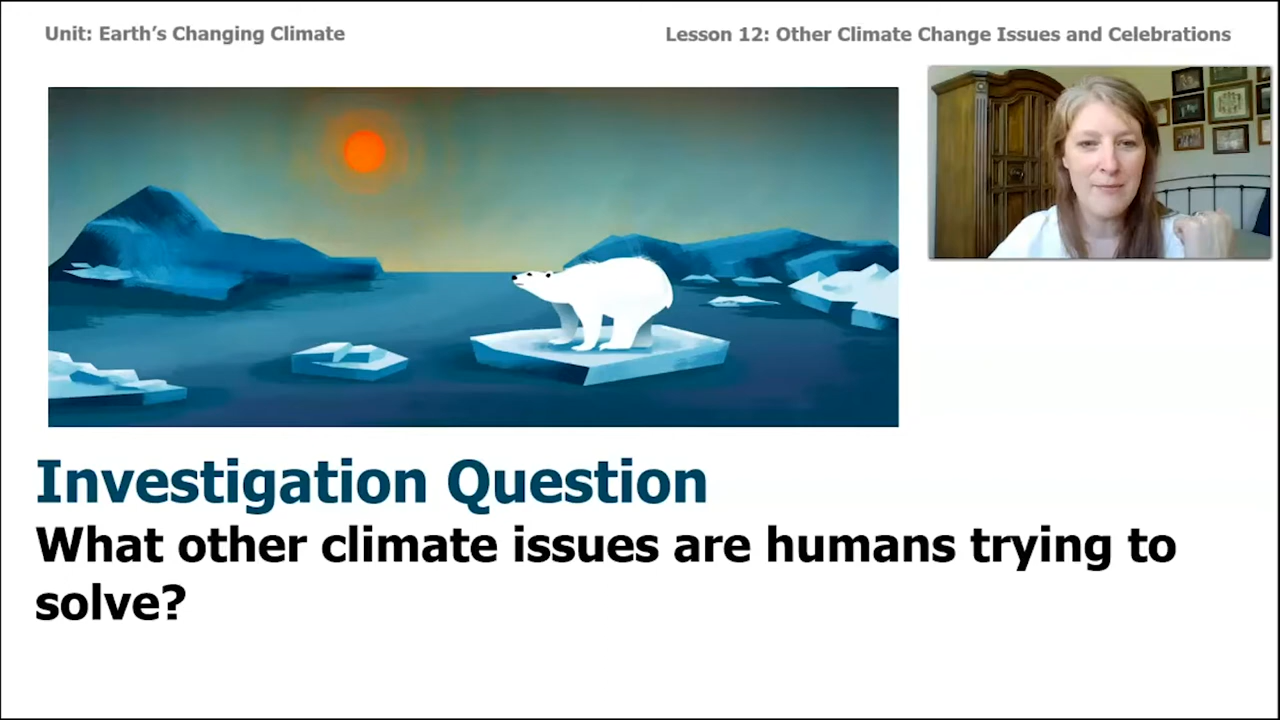 Unit: Earth’s Changing Climate
Lesson 12: Other Climate Change Issues and Celebrations
Investigation Question
What other climate issues are humans trying to
solve?